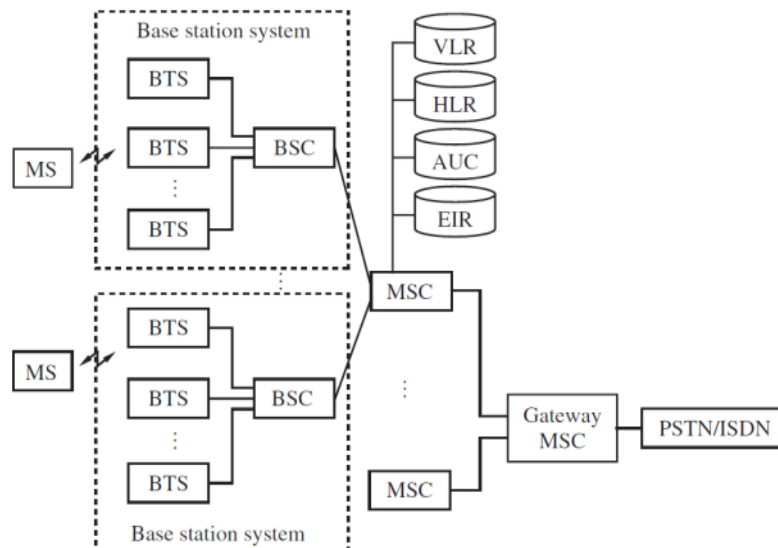 Base station system
BTS
BTS
BTS
BSC
MS
VLR
HLR
AUC
EIR
MSC
BTS
BTS
BTS
BSC
MS
Base station system
MSC
Gateway
MSC
PSTN/ISDN